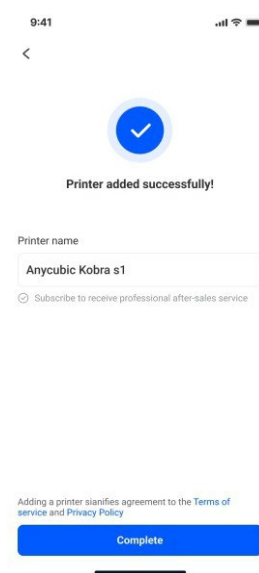 9:41
Printer added successfully!
Printer name
Anycubic Kobra s1
Subscribe to receive professional after-sales service
Adding a printer sianifies agreement to the Terms of
service and Privacy Policy
Complete